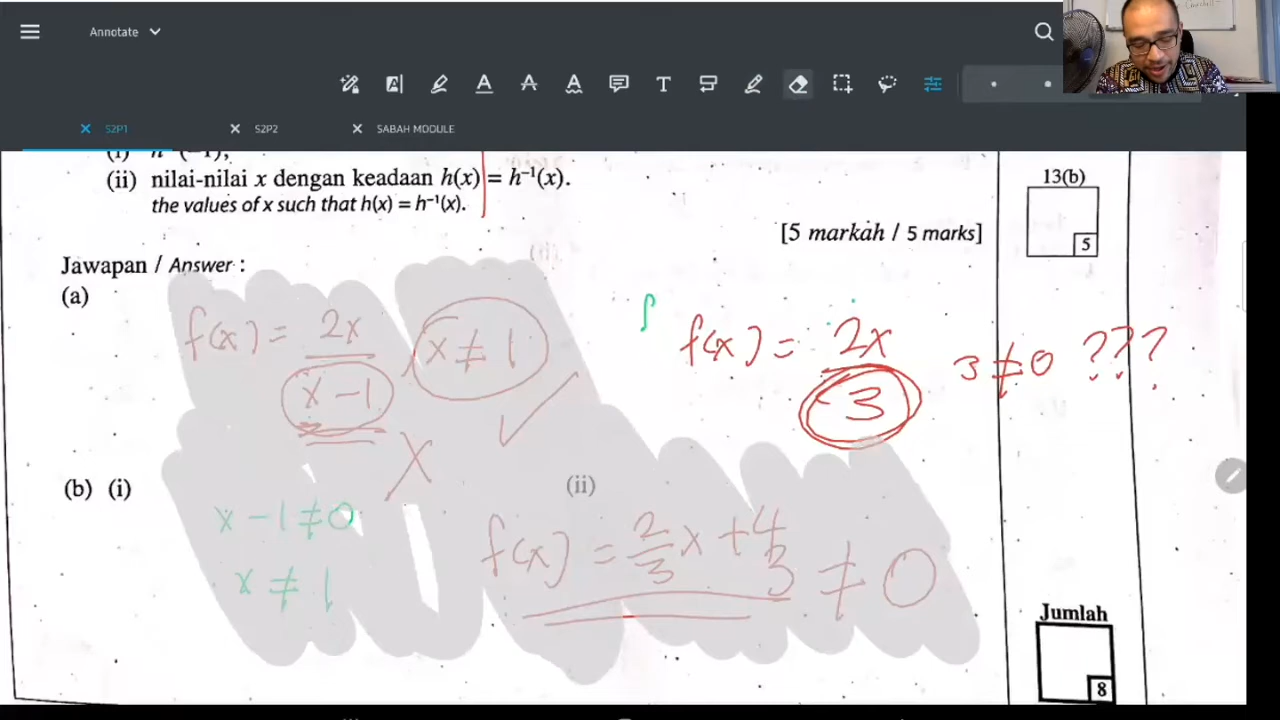 Annotate
S2P1
S2P2
SABAH MODULE
(i) h⁻¹(−1),
(ii) nilai-nilai x dengan keadaan h(x) = h⁻¹(x).
the values of x such that h(x) = h⁻¹(x).
13(b)
[5 markah / 5 marks]
5
Jawapan / Answer :
(a)
f(x) = 2x / x − 1 , x ≠ 1
f(x) = 2x / 3
3 ≠ 0 ???
(b) (i)
(ii)
x − 1 ≠ 0
x ≠ 1
f(x) = 2/3 x + 4/3 ≠ 0
Jumlah
8